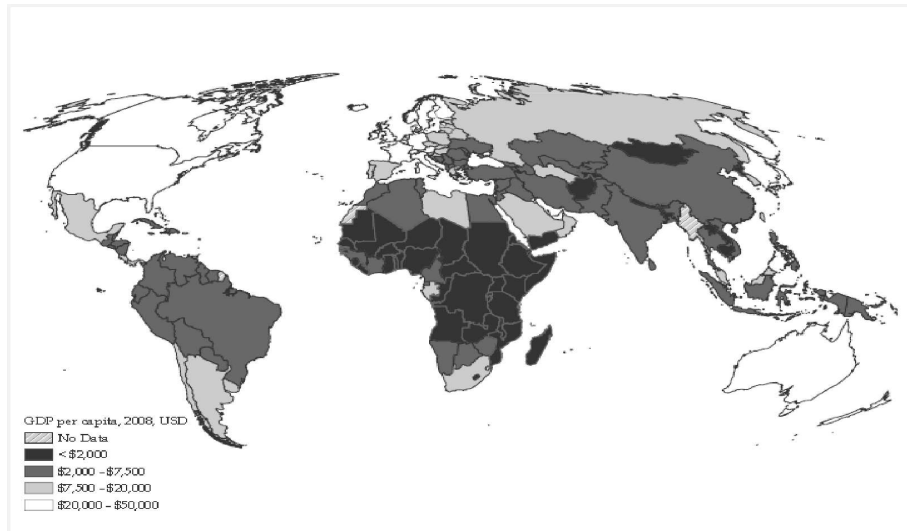 GDP per capita, 2008, USD
No Data
<$2,000
$2,000 – $7,500
$7,500 – $20,000
$20,000 – $50,000